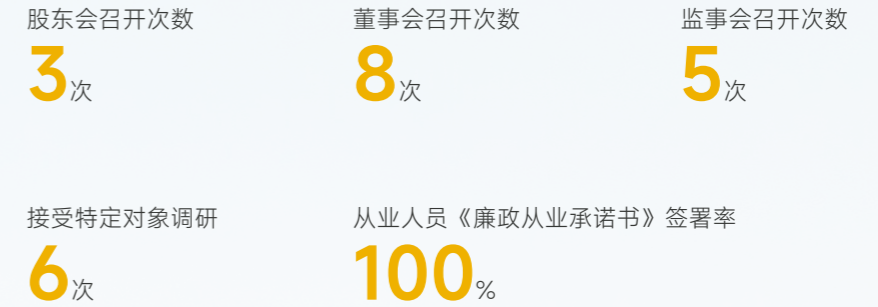 股东会召开次数 董事会召开次数 监事会召开次数
3次 8次 5次
接受特定对象调研 从业人员《廉政从业承诺书》签署率
6次 100%